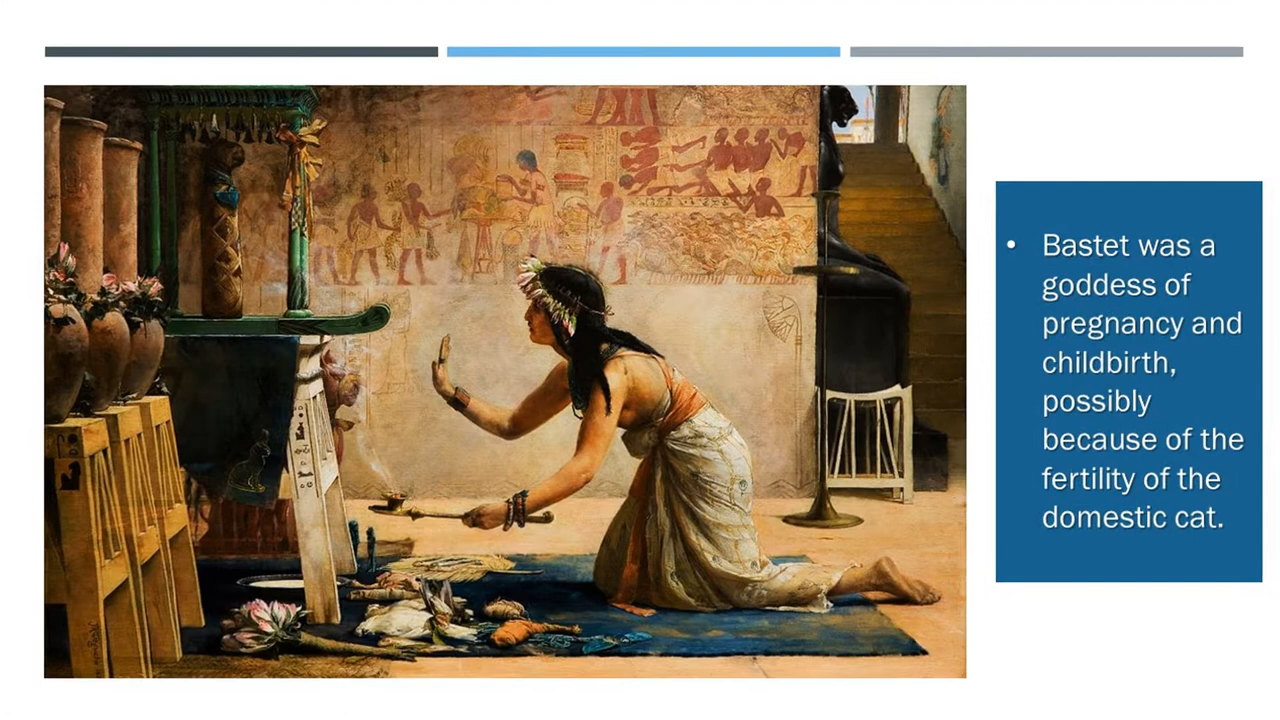 • Bastet was a
goddess of
pregnancy and
childbirth,
possibly
because of the
fertility of the
domestic cat.